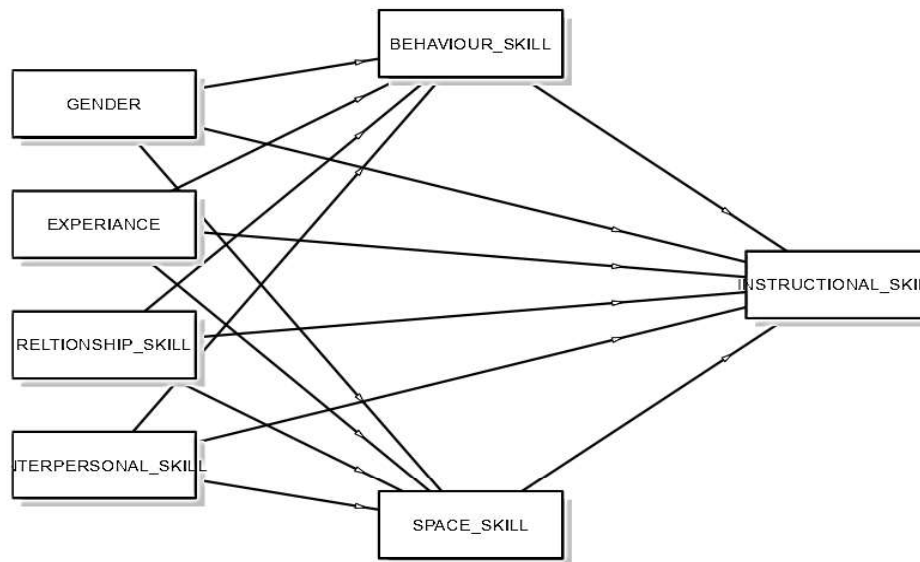 BEHAVIOUR_SKILL
GENDER
EXPERIANCE
INSTRUCTIONAL_SKIL
RELTIONSHIP_SKILL
NTERPERSONAL_SKILL
SPACE_SKILL